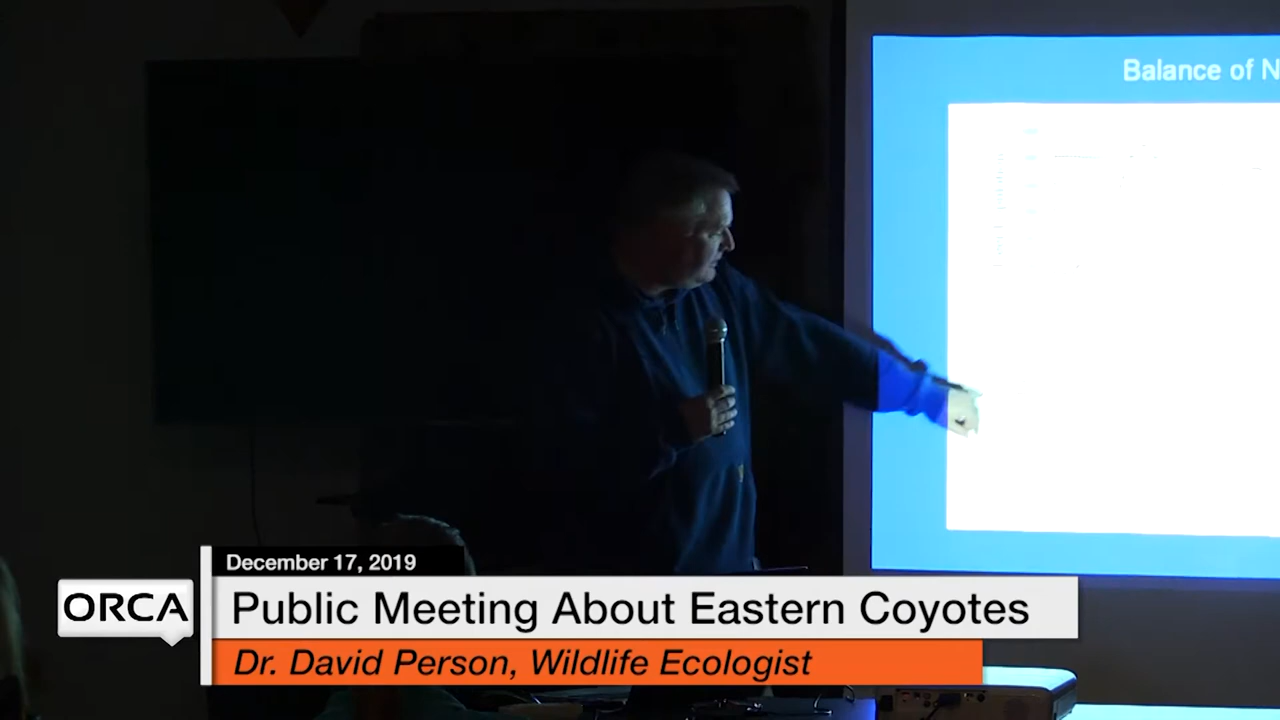 Balance of N
December 17, 2019
ORCA
Public Meeting About Eastern Coyotes
Dr. David Person, Wildlife Ecologist